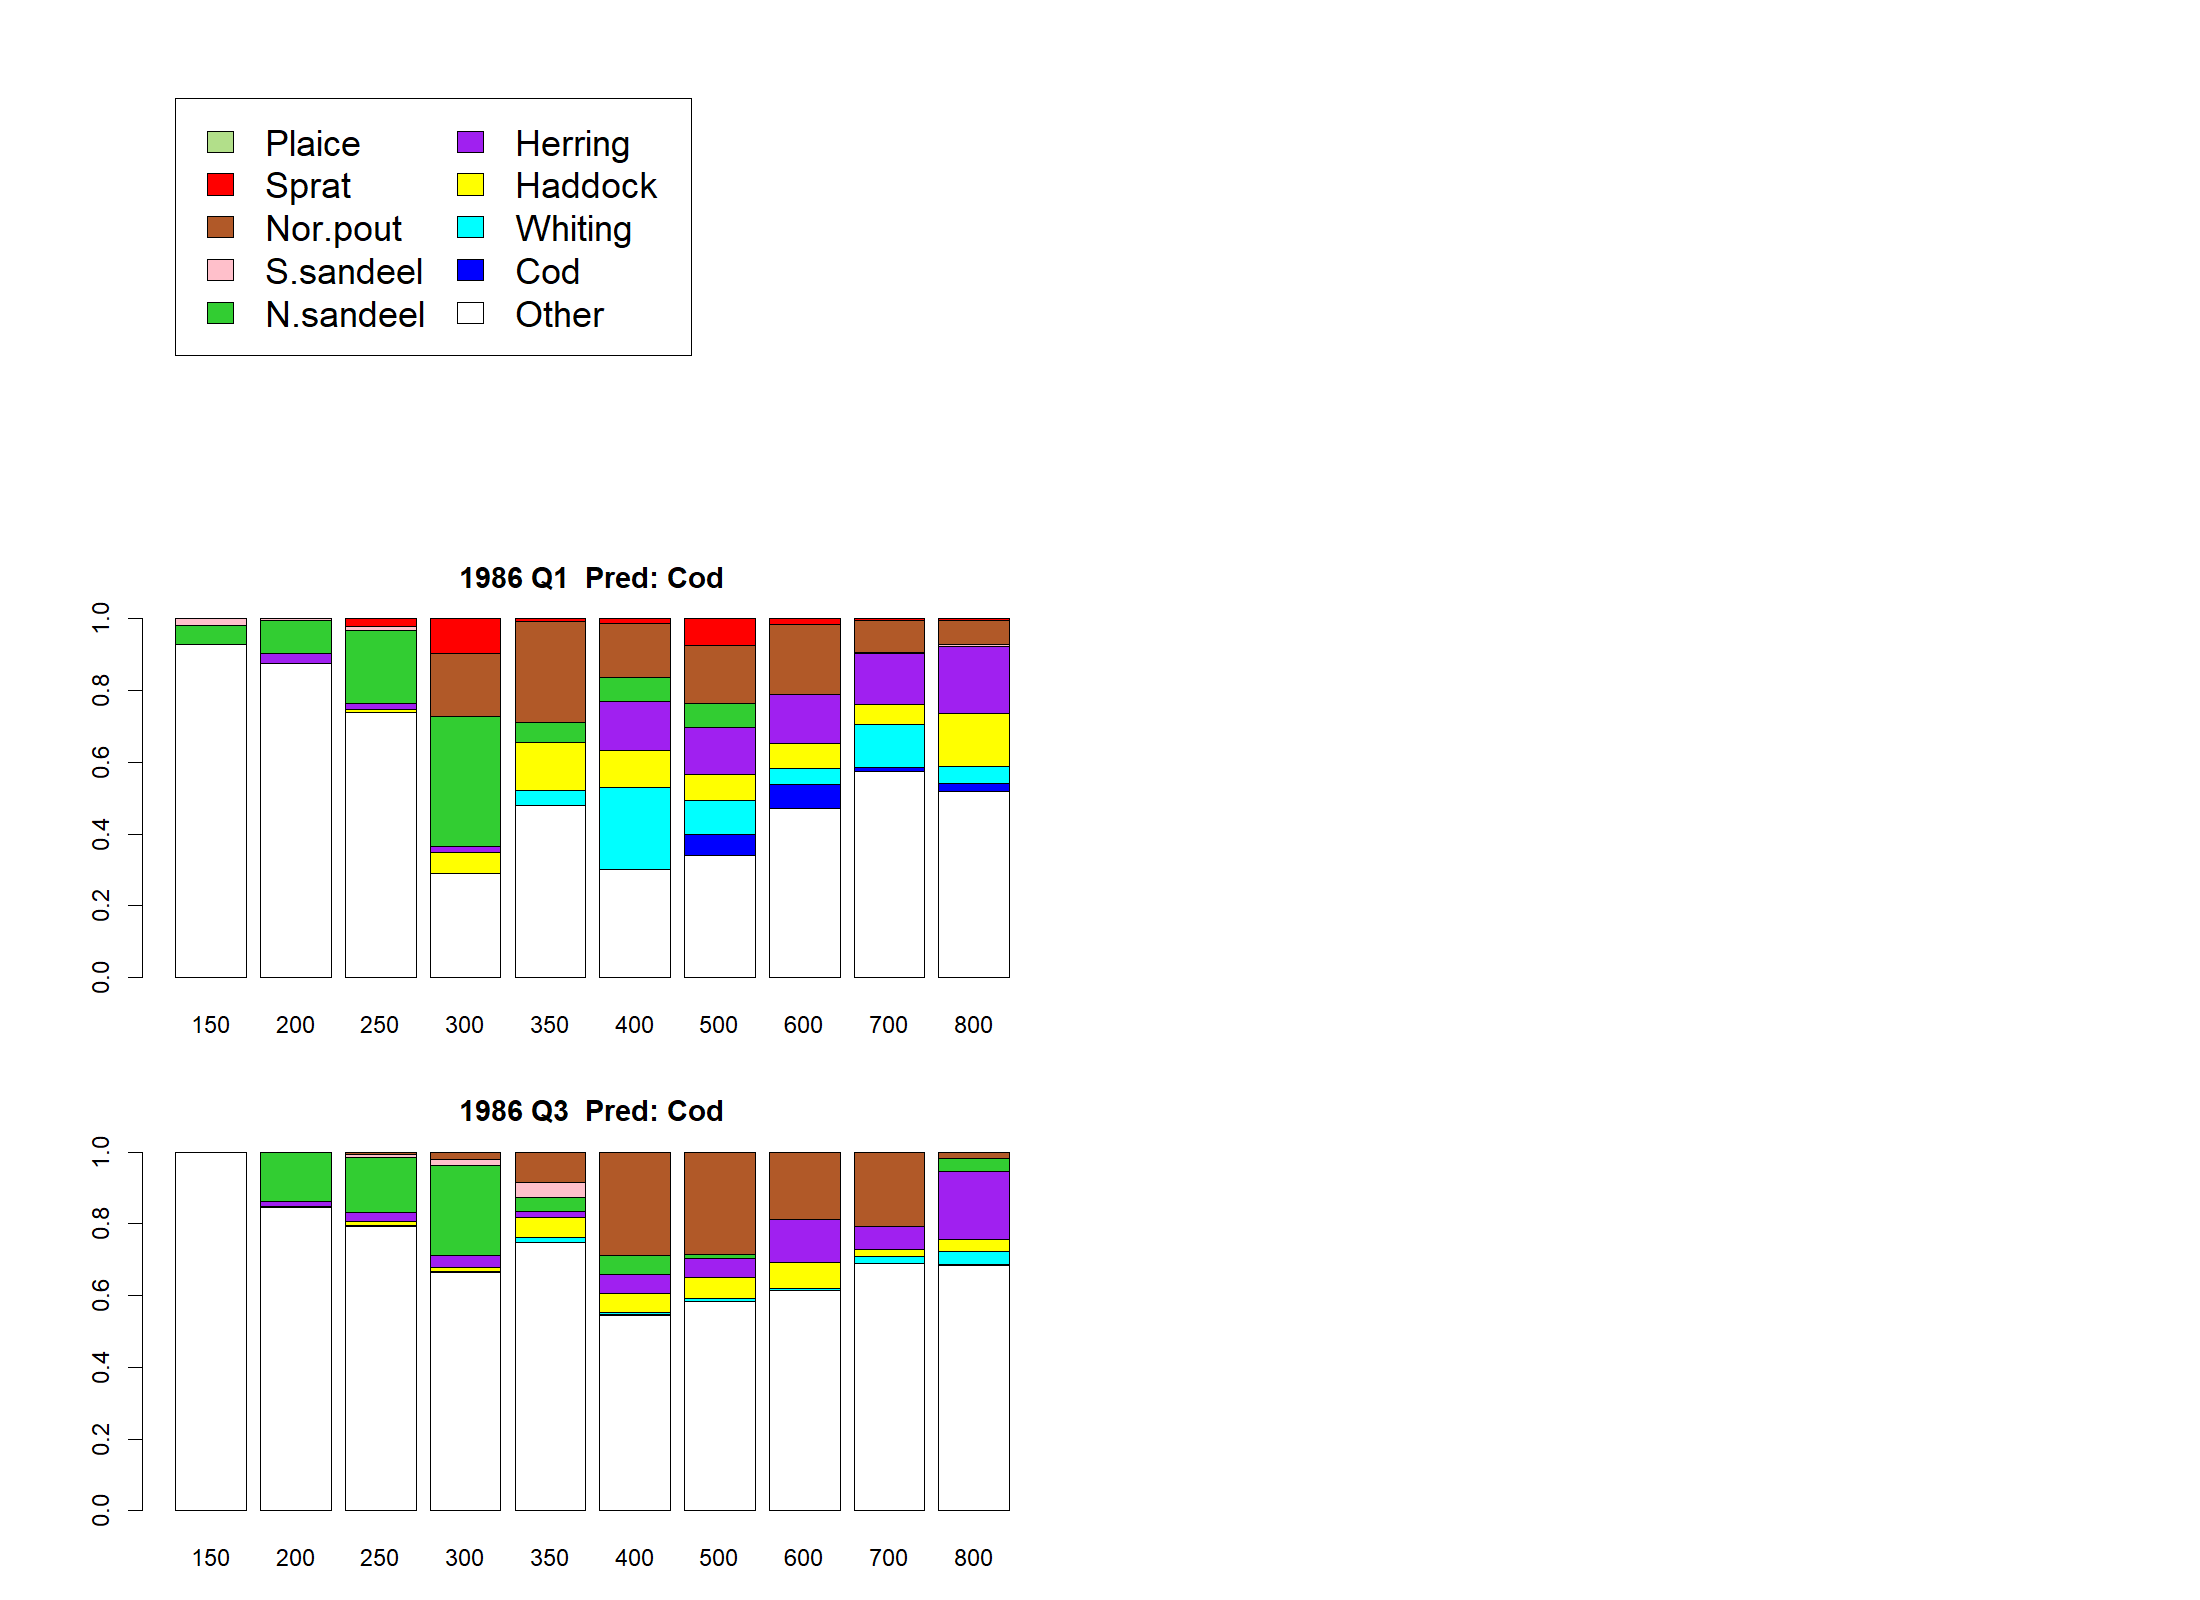 Plaice
Sprat
Nor.pout
S.sandeel
N.sandeel
Herring
Haddock
Whiting
Cod
Other
1986 Q1  Pred: Cod
1.0
0.8
0.6
0.4
0.2
0.0
150 200 250 300 350 400 500 600 700 800
1986 Q3  Pred: Cod
1.0
0.8
0.6
0.4
0.2
0.0
150 200 250 300 350 400 500 600 700 800